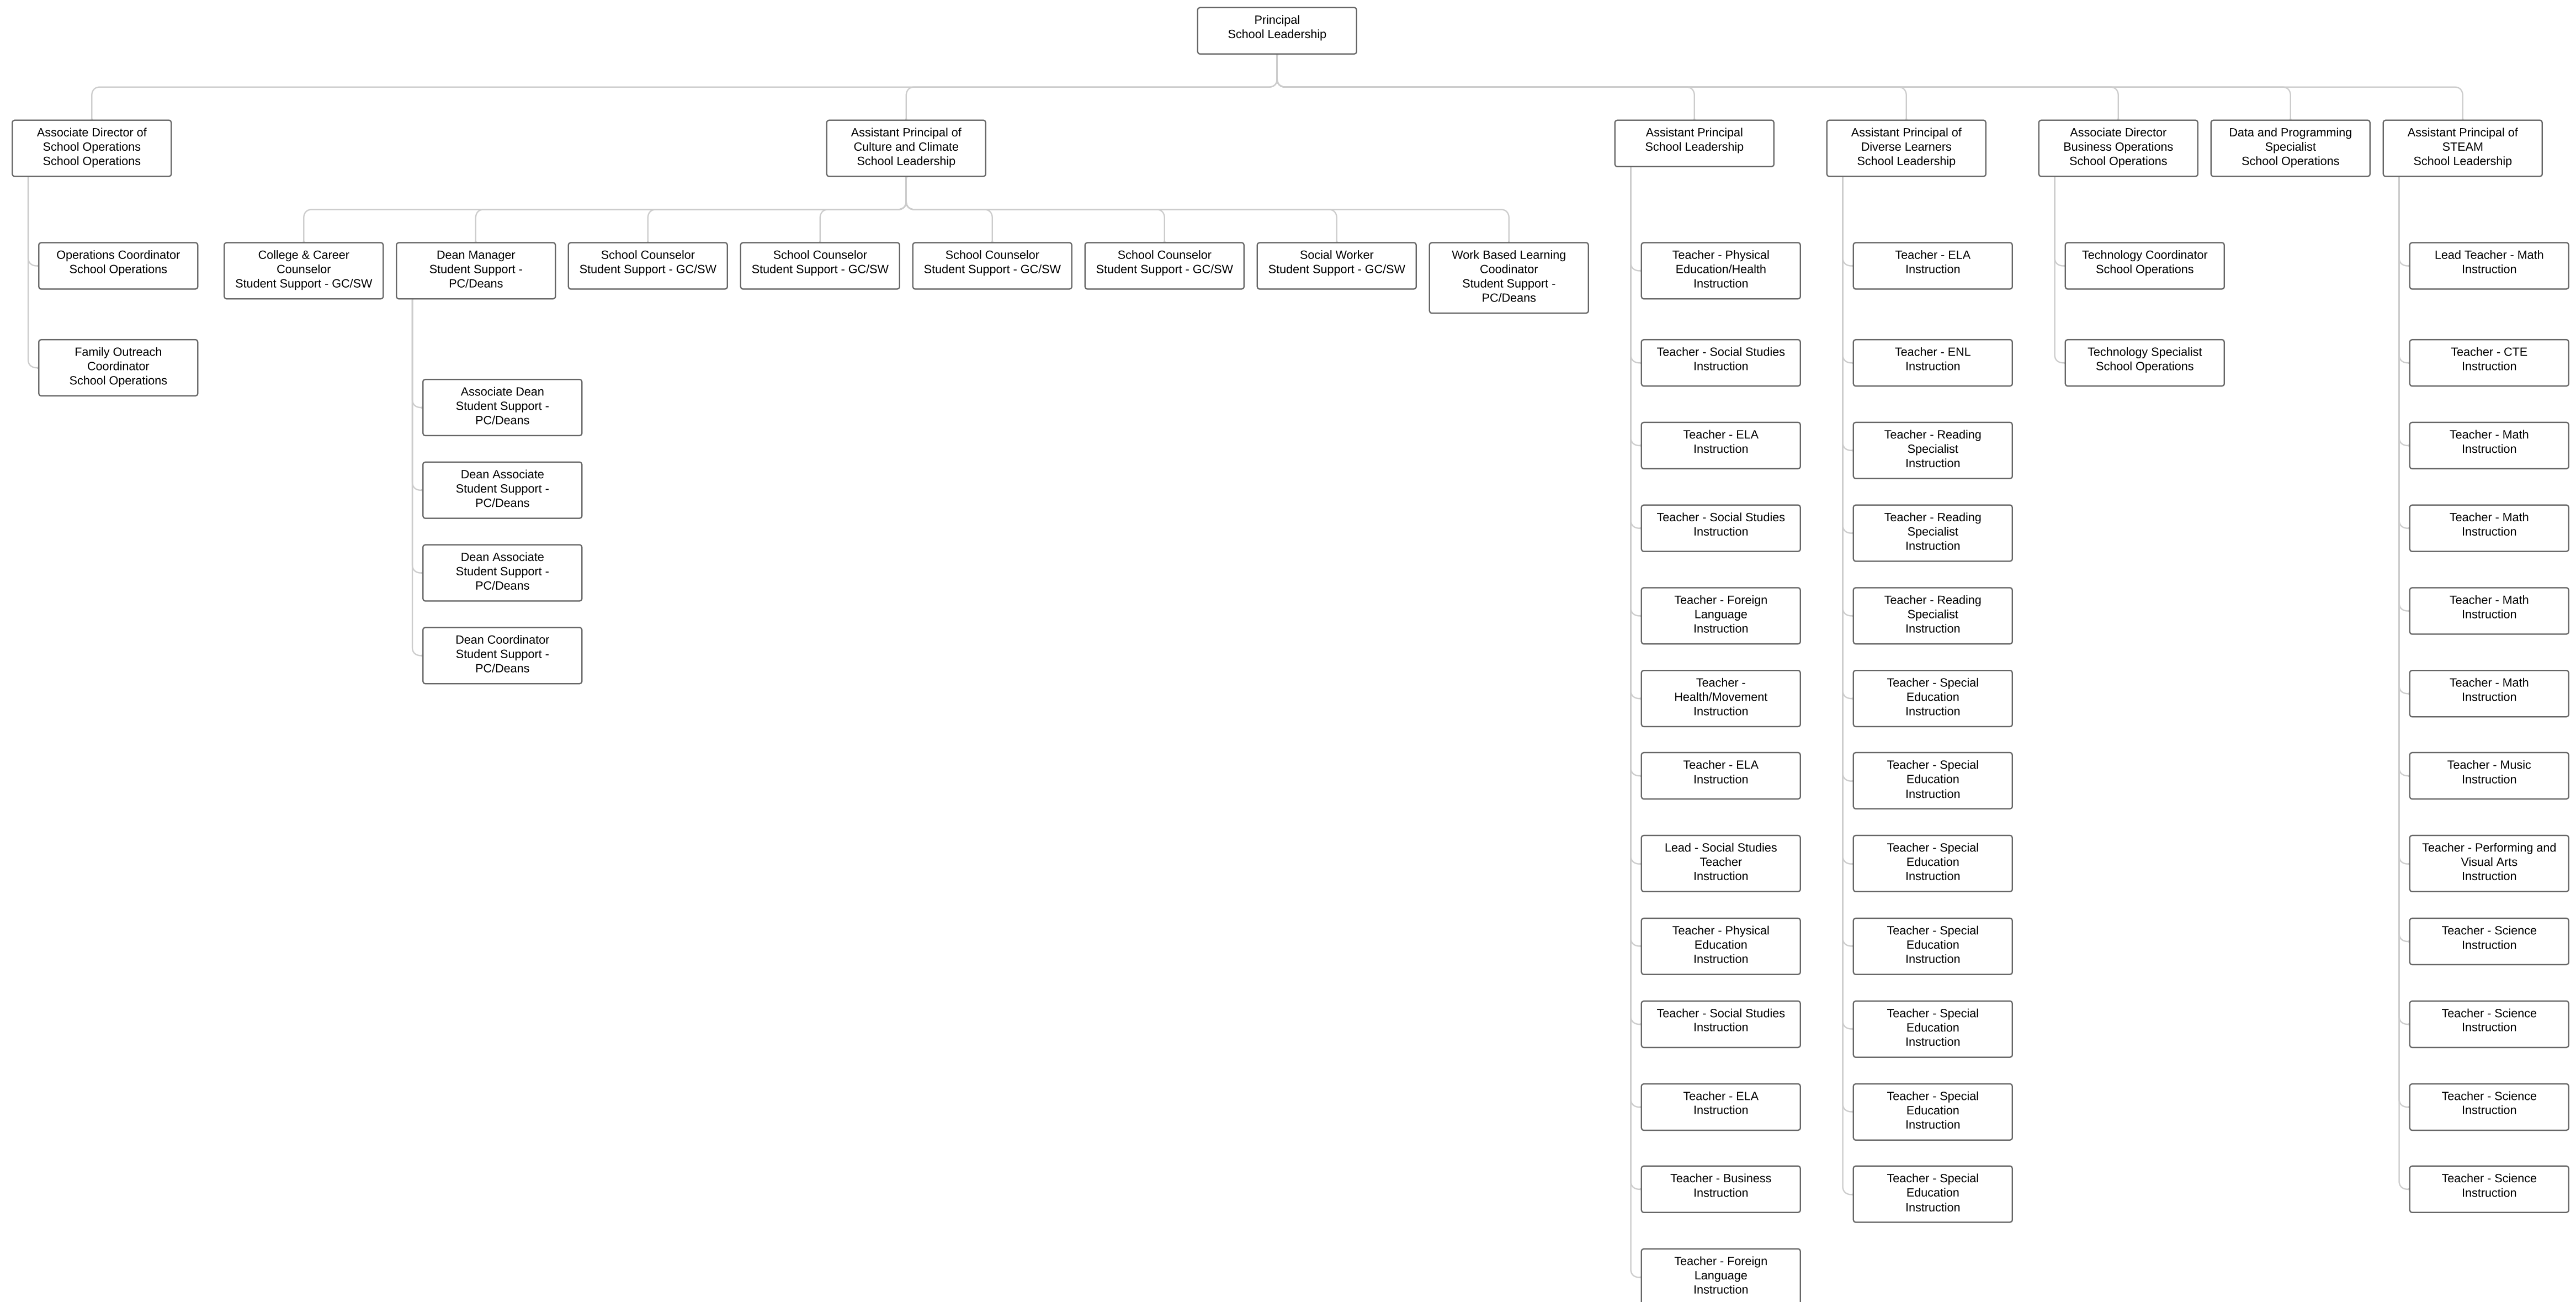 Principal
School Leadership
Associate Director of
School Operations
School Operations
Assistant Principal of
Culture and Climate
School Leadership
Assistant Principal
School Leadership
Assistant Principal of
Diverse Learners
School Leadership
Associate Director
Business Operations
School Operations
Data and Programming
Specialist
School Operations
Assistant Principal of
STEAM
School Leadership
Operations Coordinator
School Operations
Family Outreach
Coordinator
School Operations
College & Career
Counselor
Student Support - GC/SW
Dean Manager
Student Support -
PC/Deans
School Counselor
Student Support - GC/SW
School Counselor
Student Support - GC/SW
School Counselor
Student Support - GC/SW
School Counselor
Student Support - GC/SW
Social Worker
Student Support - GC/SW
Work Based Learning
Coodinator
Student Support -
PC/Deans
Associate Dean
Student Support -
PC/Deans
Dean Associate
Student Support -
PC/Deans
Dean Associate
Student Support -
PC/Deans
Dean Coordinator
Student Support -
PC/Deans
Teacher - Physical
Education/Health
Instruction
Teacher - Social Studies
Instruction
Teacher - ELA
Instruction
Teacher - Social Studies
Instruction
Teacher - Foreign
Language
Instruction
Teacher -
Health/Movement
Instruction
Teacher - ELA
Instruction
Lead - Social Studies
Teacher
Instruction
Teacher - Physical
Education
Instruction
Teacher - Social Studies
Instruction
Teacher - ELA
Instruction
Teacher - Business
Instruction
Teacher - Foreign
Language
Instruction
Teacher - ELA
Instruction
Teacher - ENL
Instruction
Teacher - Reading
Specialist
Instruction
Teacher - Reading
Specialist
Instruction
Teacher - Reading
Specialist
Instruction
Teacher - Special
Education
Instruction
Teacher - Special
Education
Instruction
Teacher - Special
Education
Instruction
Teacher - Special
Education
Instruction
Teacher - Special
Education
Instruction
Teacher - Special
Education
Instruction
Teacher - Special
Education
Instruction
Technology Coordinator
School Operations
Technology Specialist
School Operations
Lead Teacher - Math
Instruction
Teacher - CTE
Instruction
Teacher - Math
Instruction
Teacher - Math
Instruction
Teacher - Math
Instruction
Teacher - Math
Instruction
Teacher - Music
Instruction
Teacher - Performing and
Visual Arts
Instruction
Teacher - Science
Instruction
Teacher - Science
Instruction
Teacher - Science
Instruction
Teacher - Science
Instruction